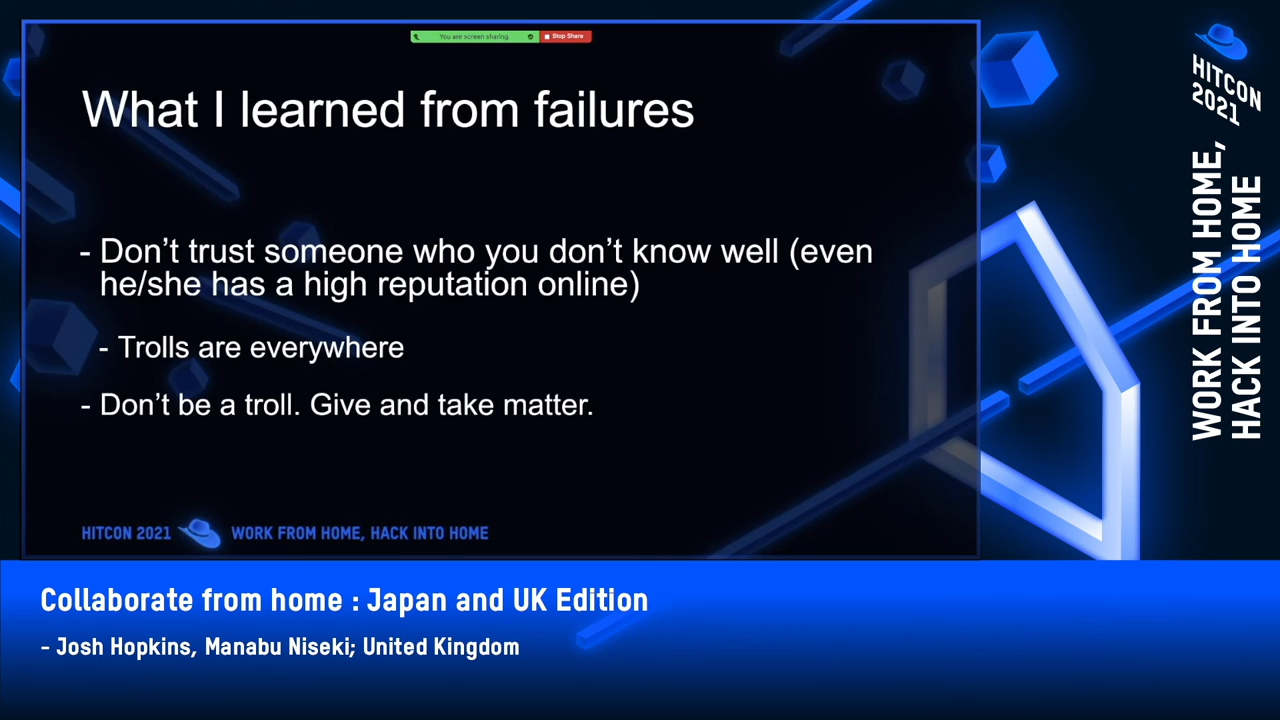 You are screen sharing
Stop Share
What I learned from failures
- Don't trust someone who you don't know well (even
he/she has a high reputation online)
- Trolls are everywhere
- Don't be a troll. Give and take matter.
HITCON 2021
WORK FROM HOME, HACK INTO HOME
HITCON
2021
WORK FROM HOME,
HACK INTO HOME
Collaborate from home : Japan and UK Edition
- Josh Hopkins, Manabu Niseki; United Kingdom